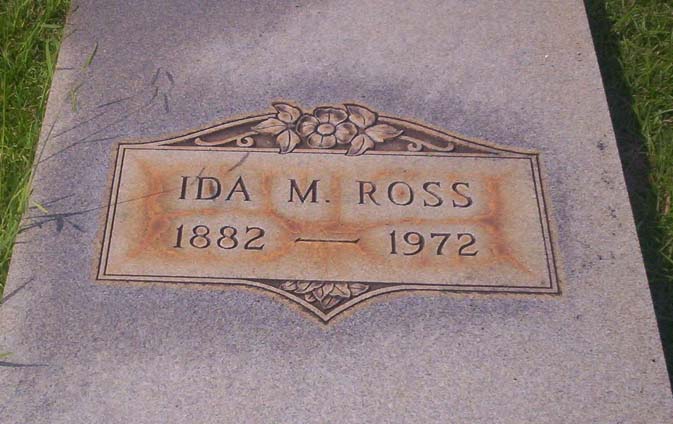 IDA M. ROSS
1882 — 1972